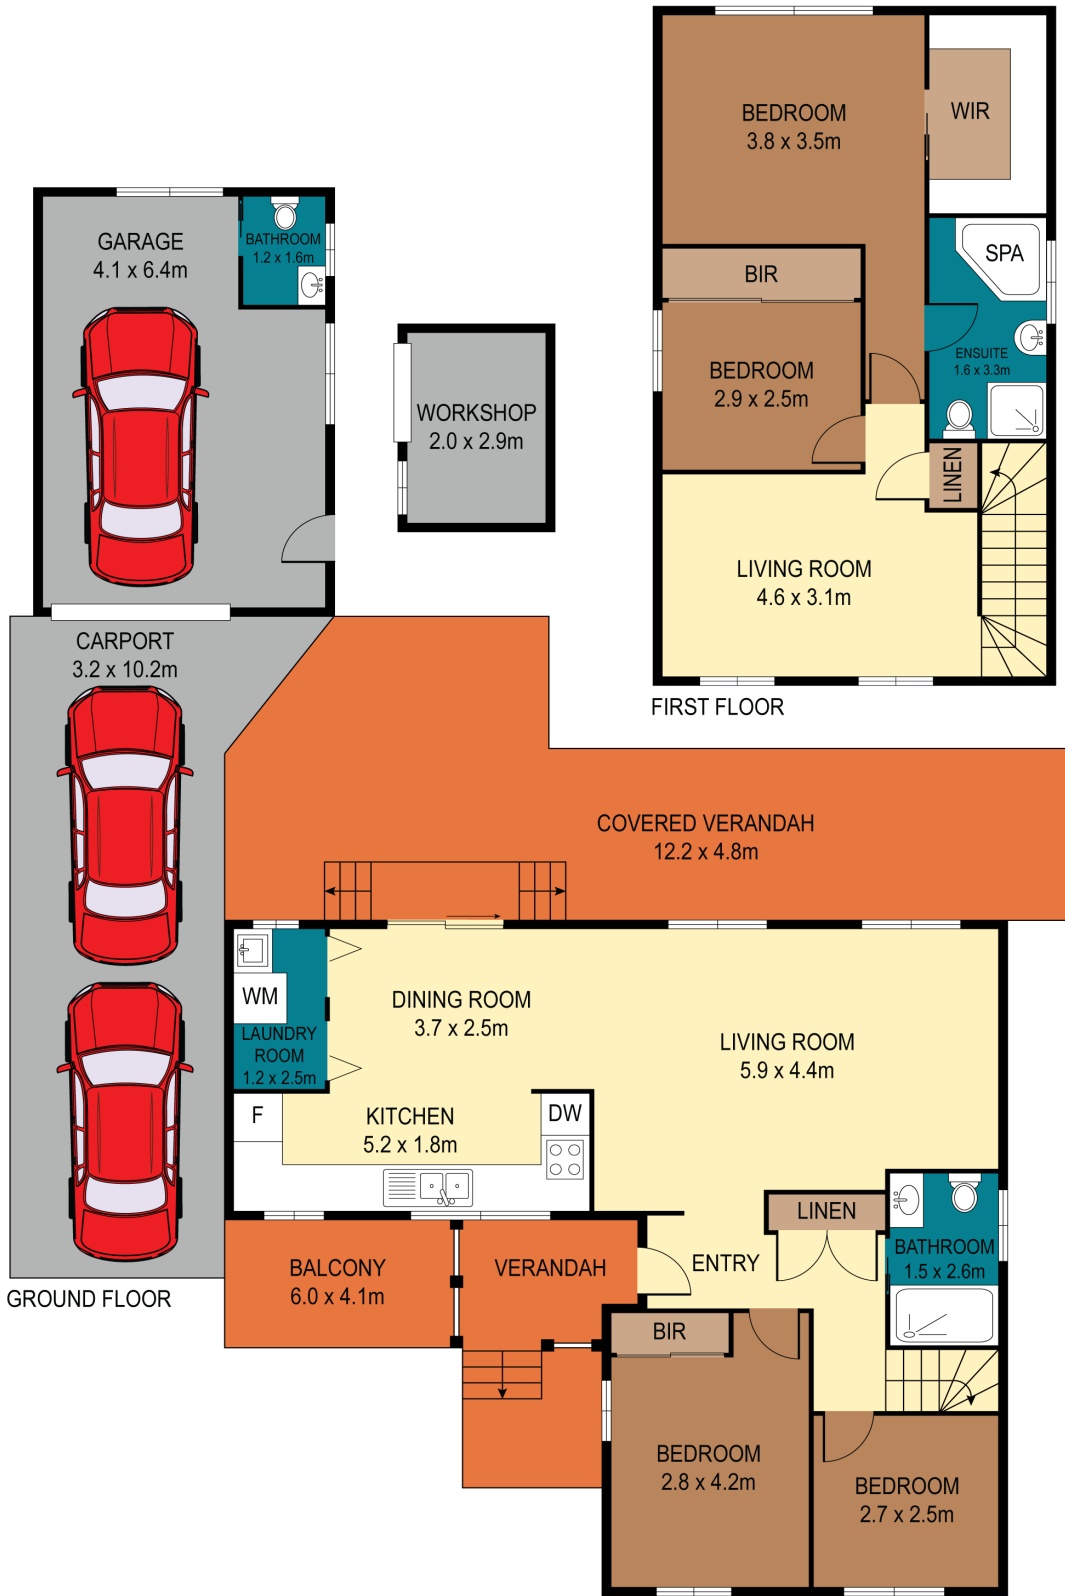 BEDROOM
3.8 x 3.5m
WIR
BIR
SPA
BEDROOM
2.9 x 2.5m
ENSUITE
1.6 x 3.3m
LINEN
LIVING ROOM
4.6 x 3.1m
FIRST FLOOR
GARAGE
4.1 x 6.4m
BATHROOM
1.2 x 1.6m
WORKSHOP
2.0 x 2.9m
CARPORT
3.2 x 10.2m
COVERED VERANDAH
12.2 x 4.8m
WM
LAUNDRY
ROOM
1.2 x 2.5m
DINING ROOM
3.7 x 2.5m
LIVING ROOM
5.9 x 4.4m
F
KITCHEN
5.2 x 1.8m
DW
LINEN
BATHROOM
1.5 x 2.6m
ENTRY
BALCONY
6.0 x 4.1m
VERANDAH
GROUND FLOOR
BIR
BEDROOM
2.8 x 4.2m
BEDROOM
2.7 x 2.5m